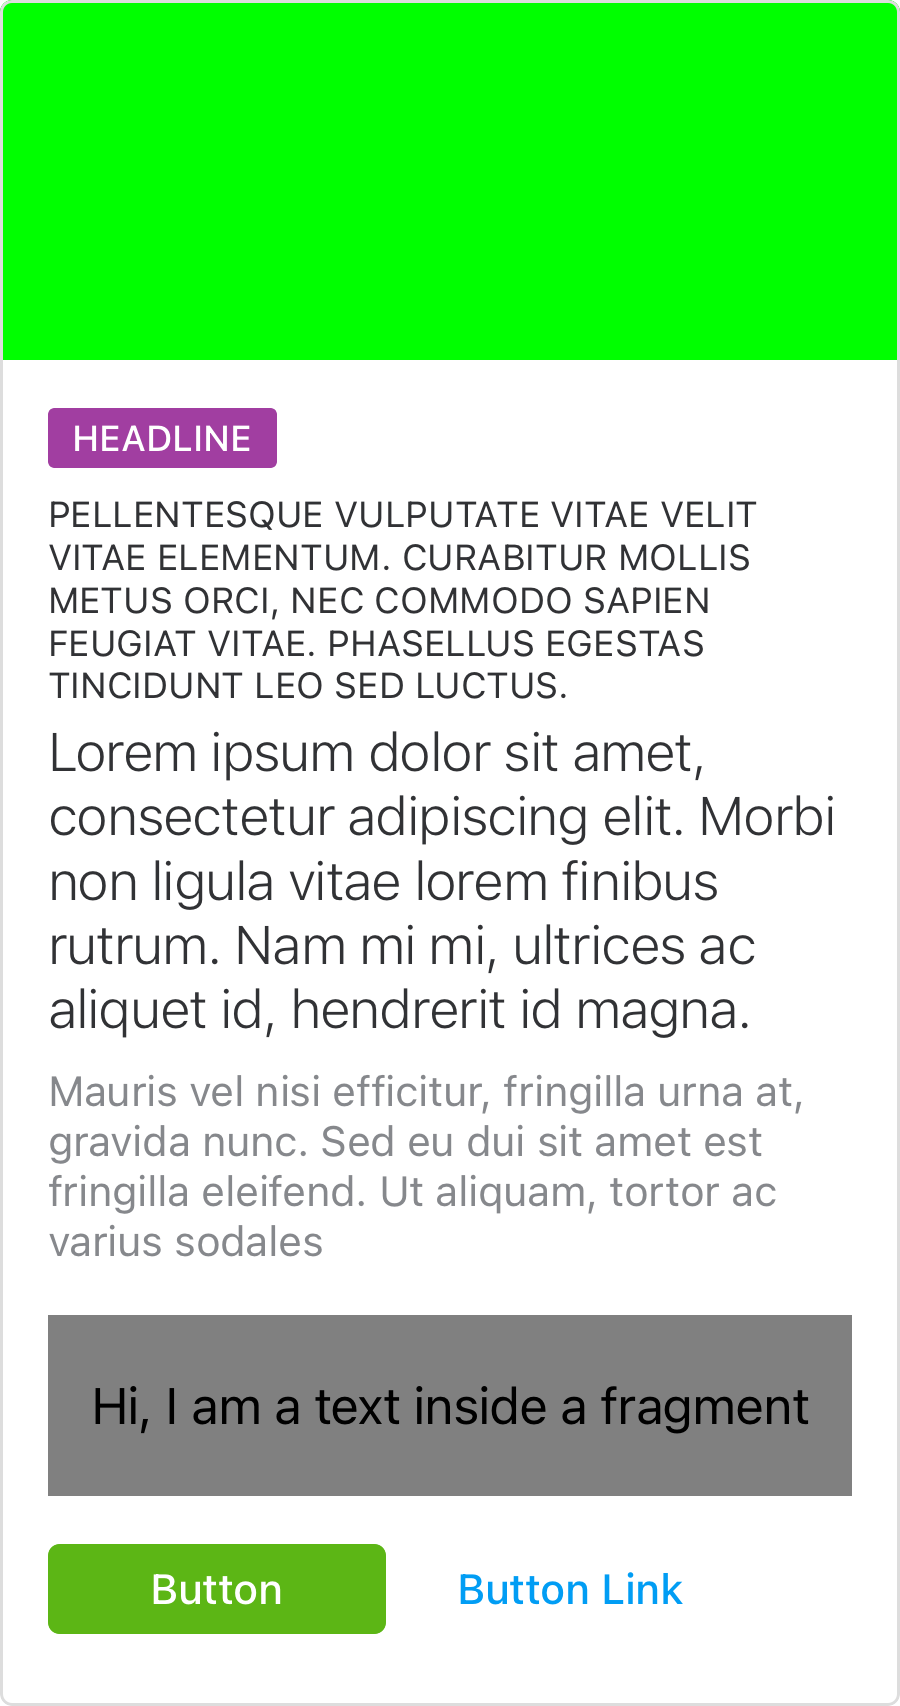 HEADLINE
PELLENTESQUE VULPUTATE VITAE VELIT
VITAE ELEMENTUM. CURABITUR MOLLIS
METUS ORCI, NEC COMMODO SAPIEN
FEUGIAT VITAE. PHASELLUS EGESTAS
TINCIDUNT LEO SED LUCTUS.
Lorem ipsum dolor sit amet,
consectetur adipiscing elit. Morbi
non ligula vitae lorem finibus
rutrum. Nam mi mi, ultrices ac
aliquet id, hendrerit id magna.
Mauris vel nisi efficitur, fringilla urna at,
gravida nunc. Sed eu dui sit amet est
fringilla eleifend. Ut aliquam, tortor ac
varius sodales
Hi, I am a text inside a fragment
Button
Button Link